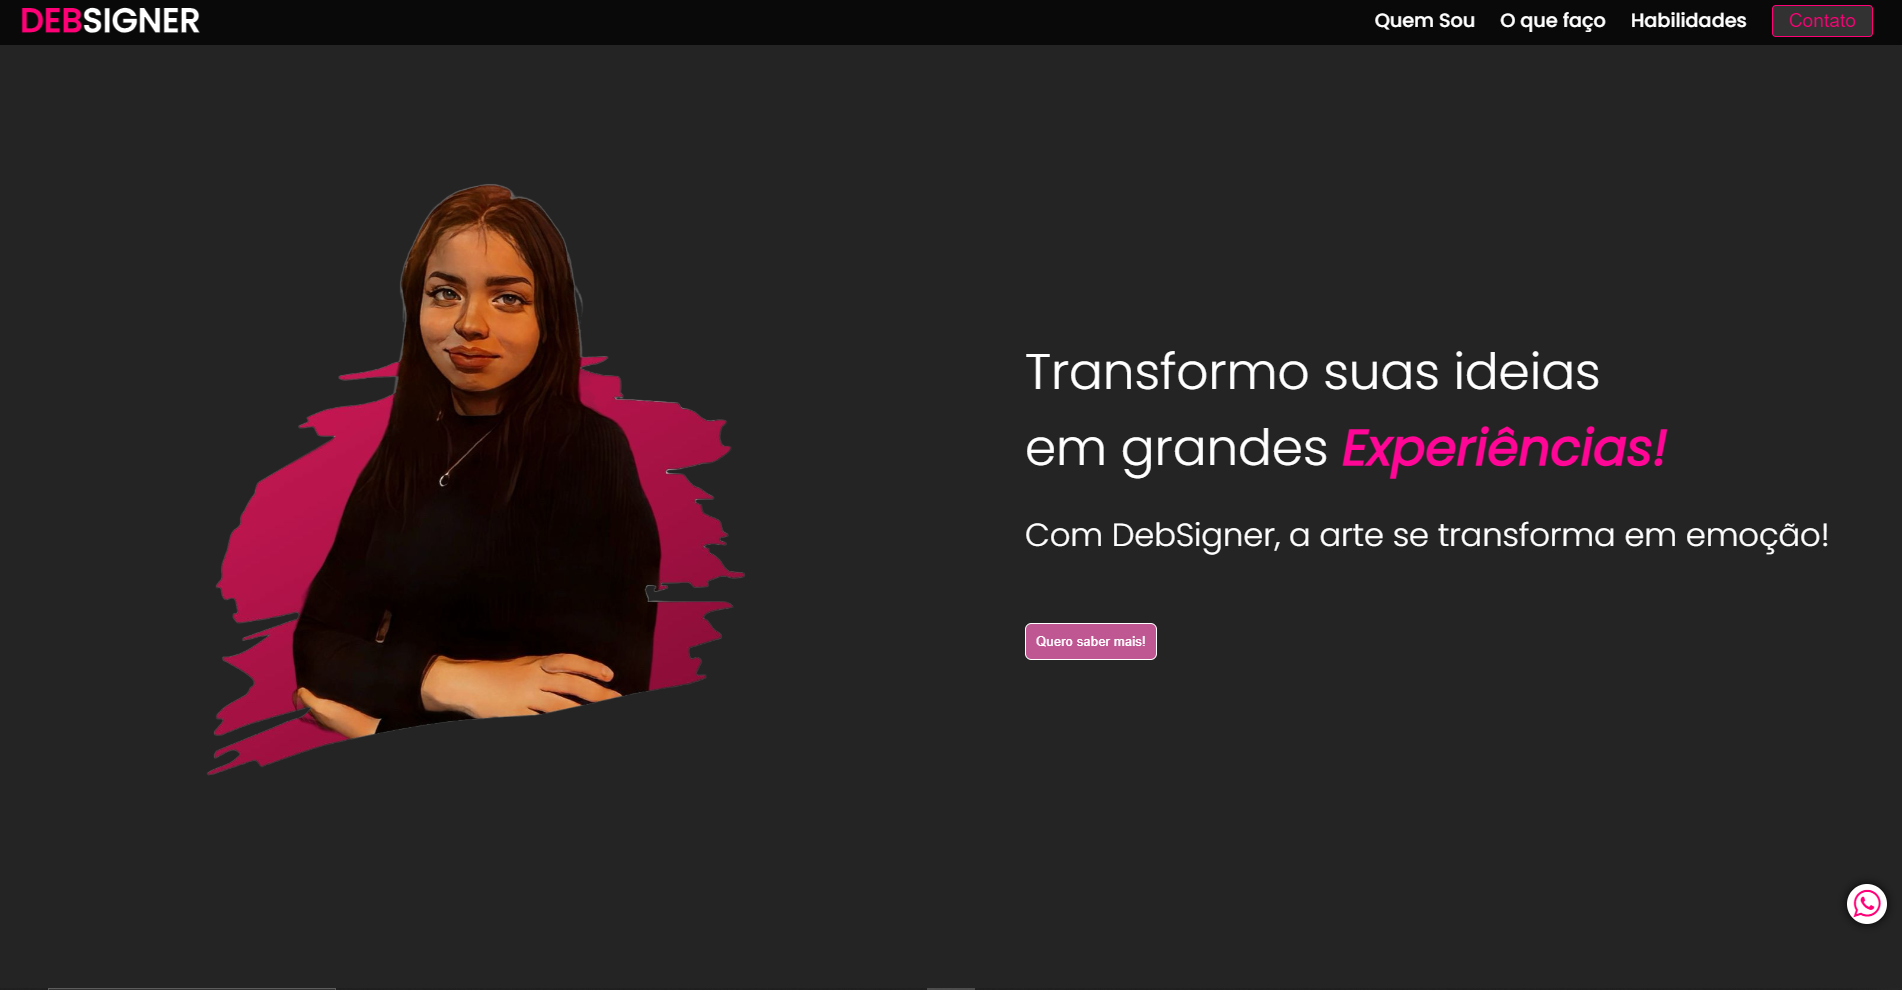 DEBSIGNER
Quem Sou
O que faço
Habilidades
Contato
Transformo suas ideias
em grandes Experiências!
Com DebSigner, a arte se transforma em emoção!
Quero saber mais!